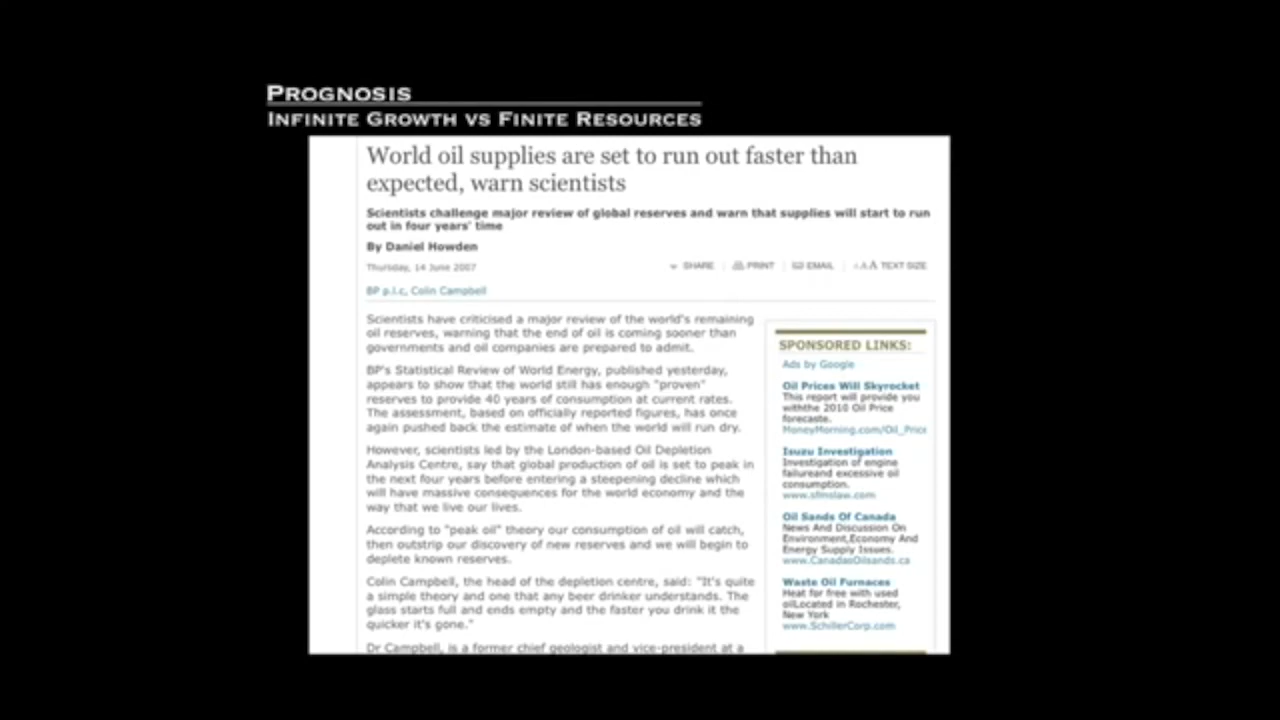 PROGNOSIS
INFINITE GROWTH VS FINITE RESOURCES
World oil supplies are set to run out faster than
expected, warn scientists
Scientists challenge major review of global reserves and warn that supplies will start to run
out in four years' time
By Daniel Howden
Thursday, 14 June 2007
SHARE PRINT EMAIL AAA TEXT SIZE
BP p.l.c, Colin Campbell
Scientists have criticised a major review of the world's remaining
oil reserves, warning that the end of oil is coming sooner than
governments and oil companies are prepared to admit.
BP's Statistical Review of World Energy, published yesterday,
appears to show that the world still has enough "proven"
reserves to provide 40 years of consumption at current rates.
The assessment, based on officially reported figures, has once
again pushed back the estimate of when the world will run dry.
However, scientists led by the London-based Oil Depletion
Analysis Centre, say that global production of oil is set to peak in
the next four years before entering a steepening decline which
will have massive consequences for the world economy and the
way that we live our lives.
According to "peak oil" theory our consumption of oil will catch,
then outstrip our discovery of new reserves and we will begin to
deplete known reserves.
Colin Campbell, the head of the depletion centre, said: "It's quite
a simple theory and one that any beer drinker understands. The
glass starts full and ends empty and the faster you drink it the
quicker it's gone."
Dr Campbell, is a former chief geologist and vice-president at a
SPONSORED LINKS:
Ads by Google
Oil Prices Will Skyrocket
This report will provide you
withthe 2010 Oil Price
forecaste.
MoneyMorning.com/Oil_Price
Isuzu Investigation
Investigation of engine
failureand excessive oil
consumption.
www.sfmslaw.com
Oil Sands Of Canada
News And Discussion On
Environment,Economy And
Energy Supply Issues.
www.CanadasOilsands.ca
Waste Oil Furnaces
Heat for free with used
oilLocated in Rochester,
New York
www.SchillerCorp.com